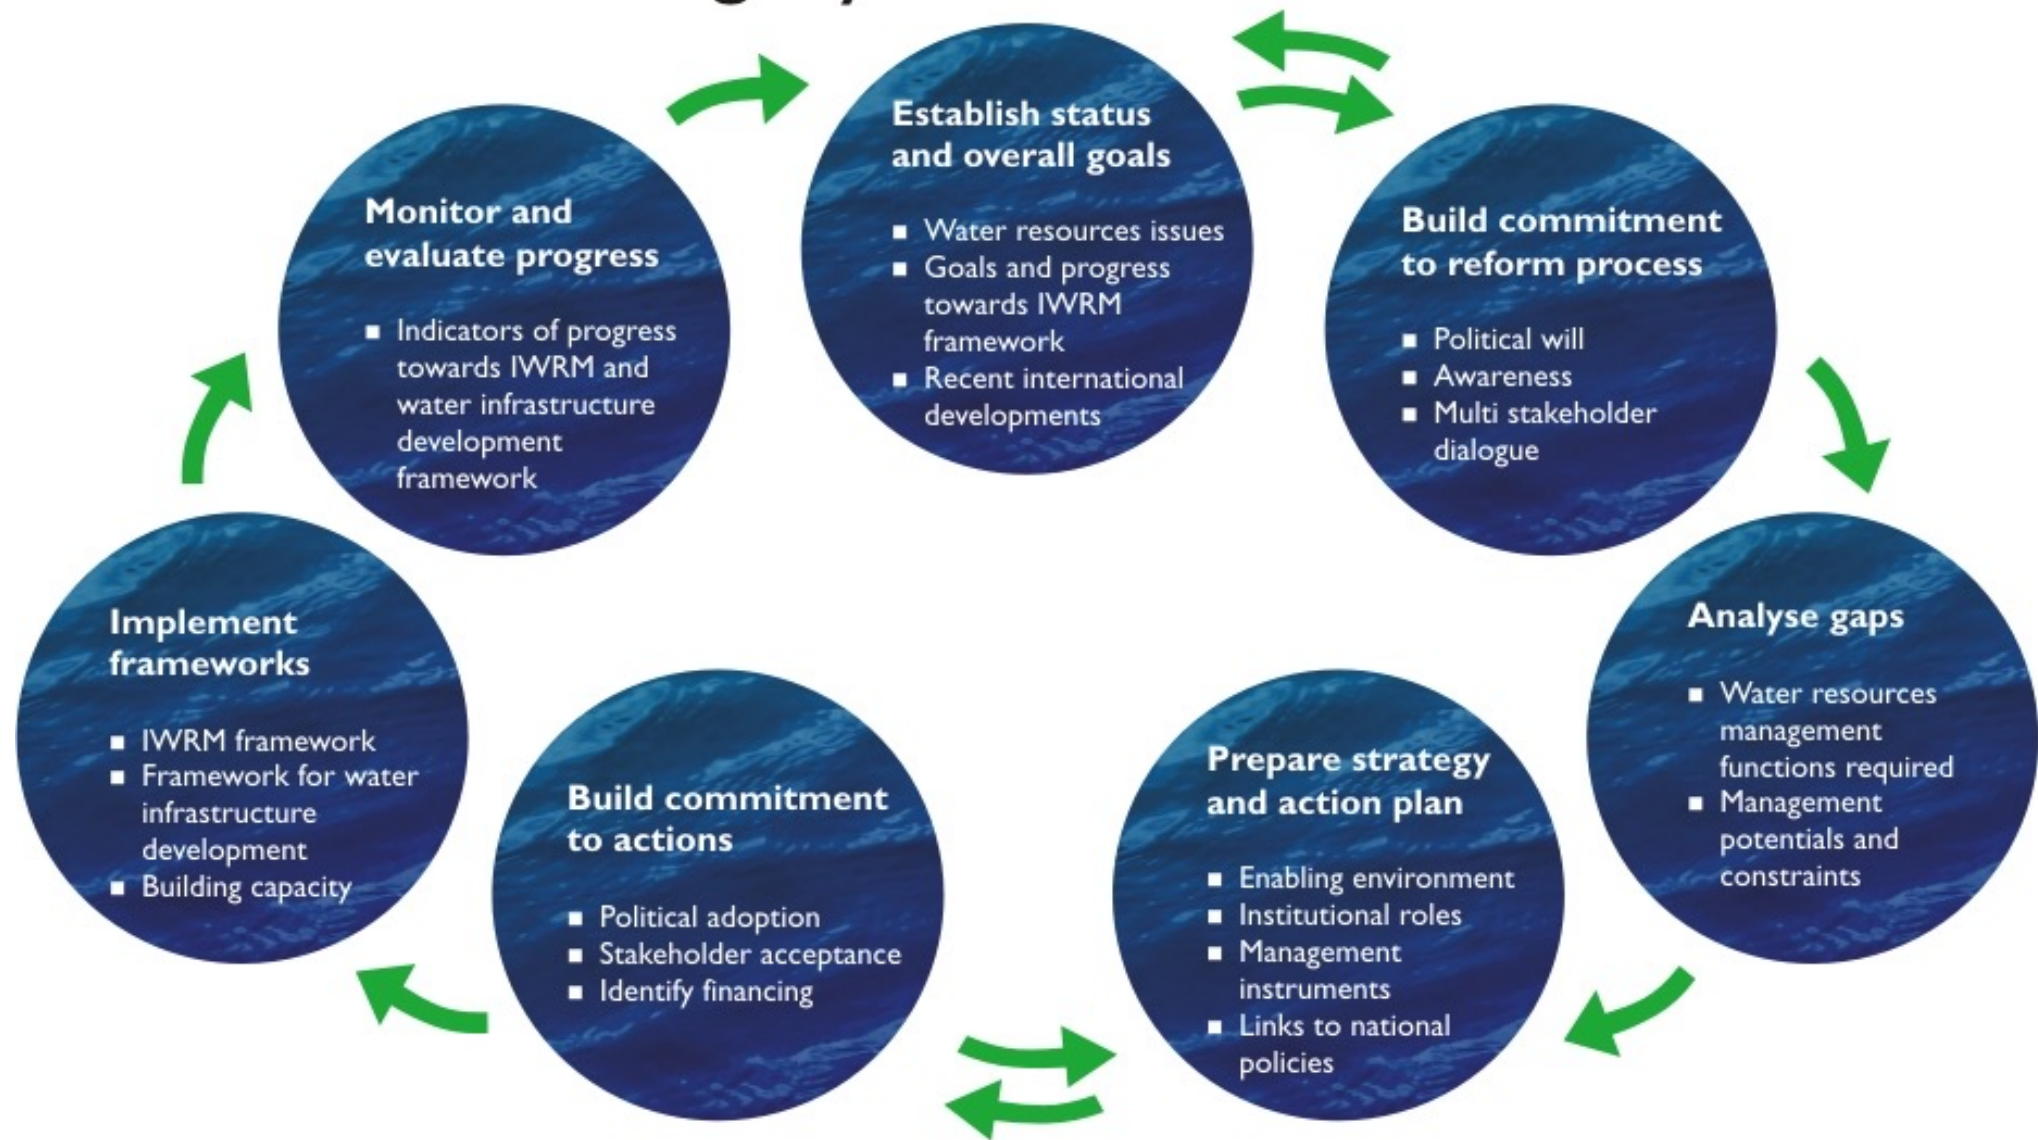 Establish status
and overall goals
▪ Water resources issues
▪ Goals and progress
towards IWRM
framework
▪ Recent international
developments
Build commitment
to reform process
▪ Political will
▪ Awareness
▪ Multi stakeholder
dialogue
Analyse gaps
▪ Water resources
management
functions required
▪ Management
potentials and
constraints
Prepare strategy
and action plan
▪ Enabling environment
▪ Institutional roles
▪ Management
instruments
▪ Links to national
policies
Build commitment
to actions
▪ Political adoption
▪ Stakeholder acceptance
▪ Identify financing
Implement
frameworks
▪ IWRM framework
▪ Framework for water
infrastructure
development
▪ Building capacity
Monitor and
evaluate progress
▪ Indicators of progress
towards IWRM and
water infrastructure
development
framework